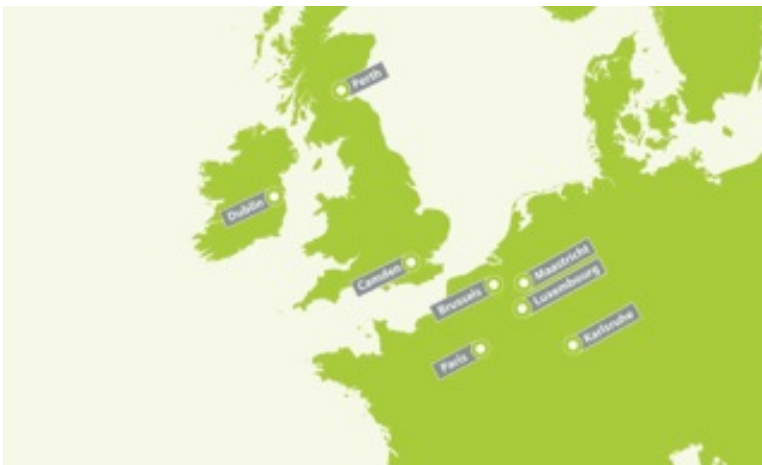 Perth
Dublin
Camden
Brussels
Maastricht
Luxembourg
Paris
Karlsruhe